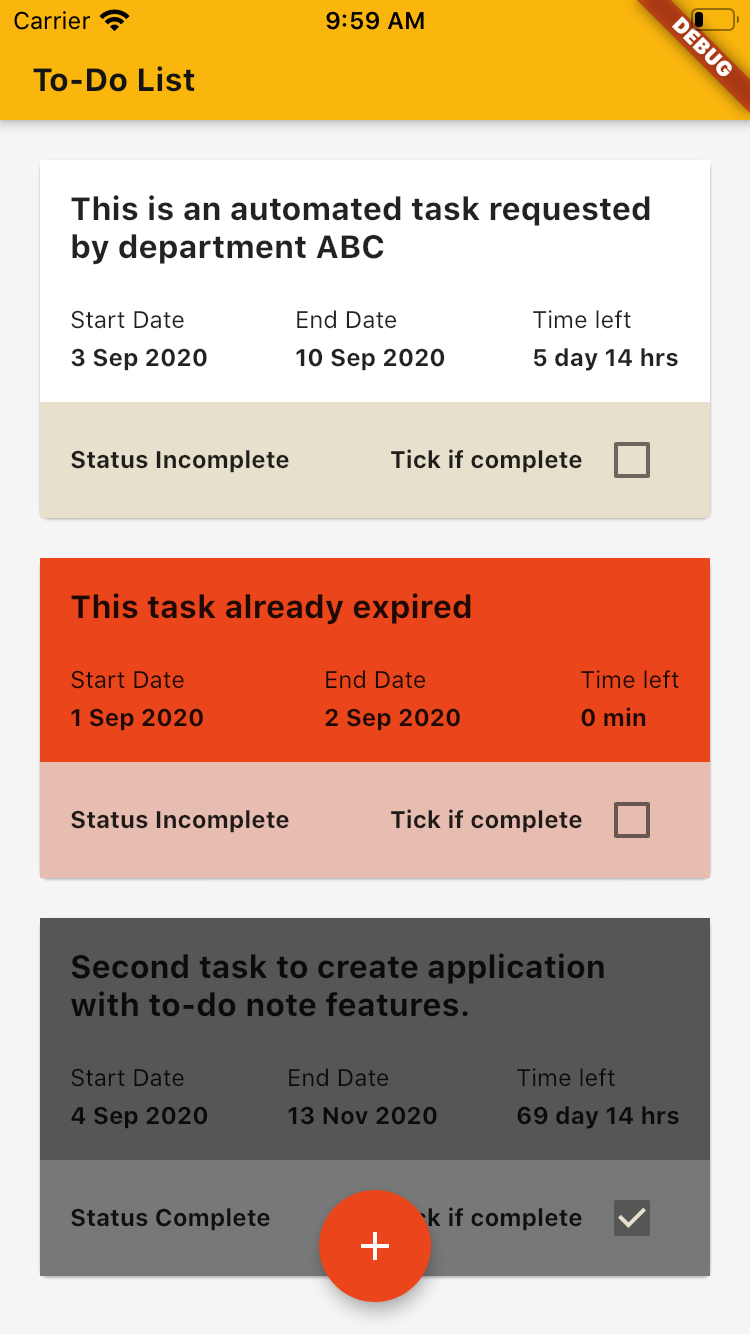 Carrier 9:59 AM
DEBUG
To-Do List
This is an automated task requested
by department ABC
Start Date End Date Time left
3 Sep 2020 10 Sep 2020 5 day 14 hrs
Status Incomplete Tick if complete
This task already expired
Start Date End Date Time left
1 Sep 2020 2 Sep 2020 0 min
Status Incomplete Tick if complete
Second task to create application
with to-do note features.
Start Date End Date Time left
4 Sep 2020 13 Nov 2020 69 day 14 hrs
Status Complete if complete
+